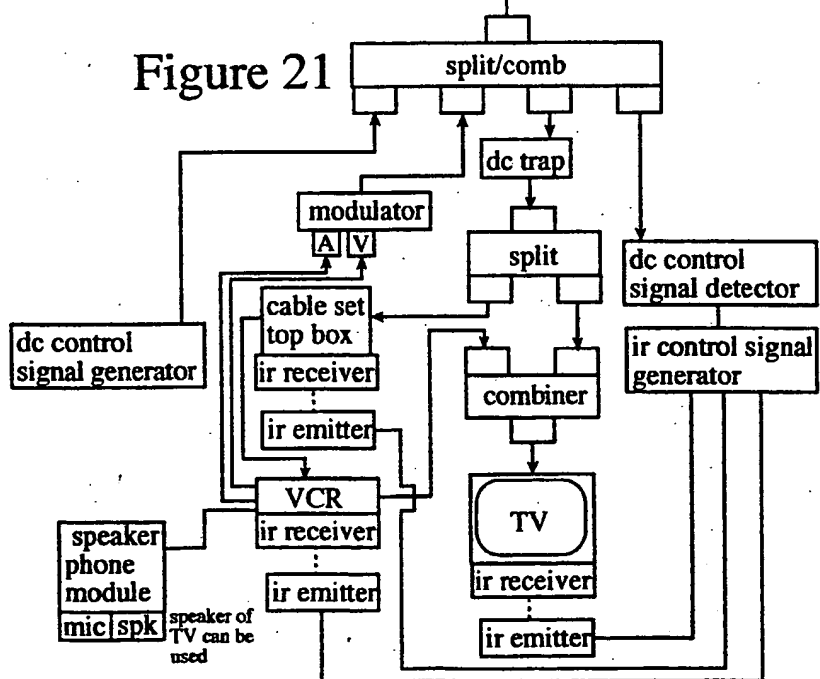 Figure 21
split/comb
dc trap
modulator
A V
split
dc control
signal detector
cable set
top box
ir receiver
dc control
signal generator
ir control signal
generator
combiner
ir emitter
VCR
ir receiver
TV
ir receiver
speaker
phone
module
mic spk
speaker of
TV can be
used
ir emitter
ir emitter